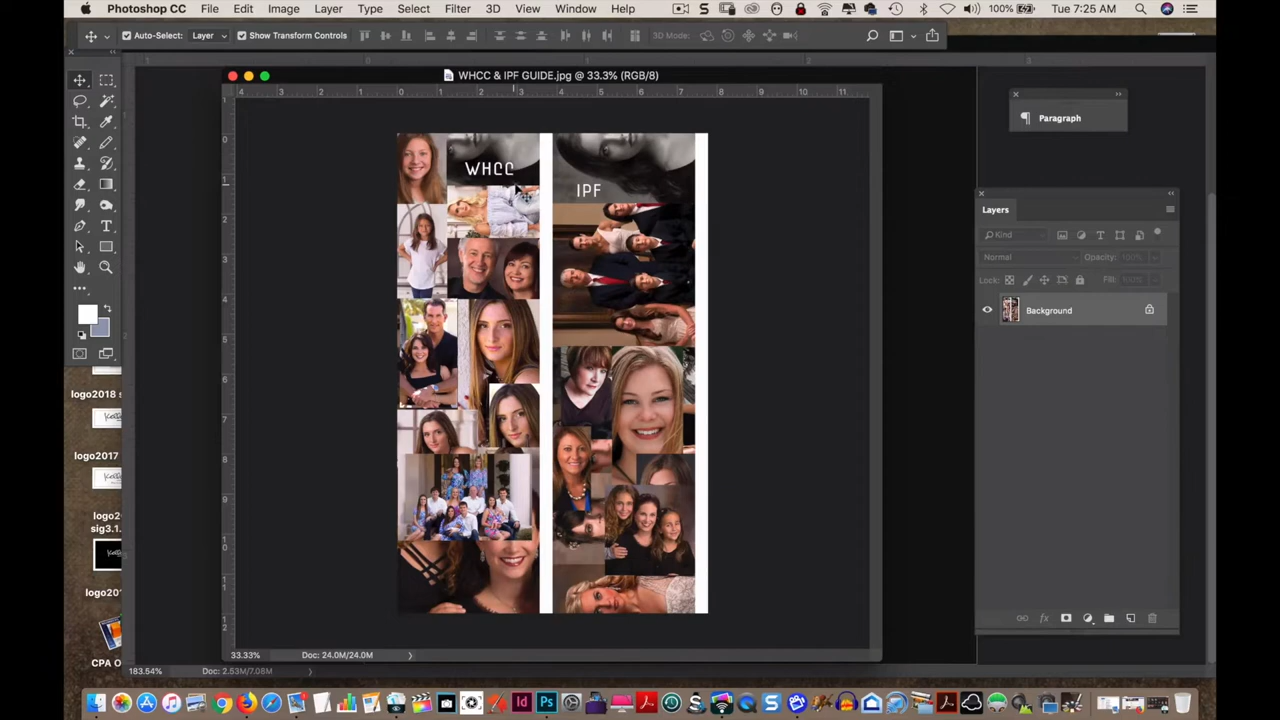 Photoshop CC File Edit Image Layer Type Select Filter 3D View Window Help 100% Tue 7:25 AM
Auto-Select: Layer Show Transform Controls 3D Mode:
WHCC & IPF GUIDE.jpg @ 33.3% (RGB/8)
Paragraph
WHCC
IPF
Layers
Kind
Normal Opacity: 100%
Lock: Fill: 100%
Background
logo2018 s
logo2017
logo20
sig3.1.
logo20
CPA O
33.33% Doc: 24.0M/24.0M
183.54% Doc: 2.53M/7.08M